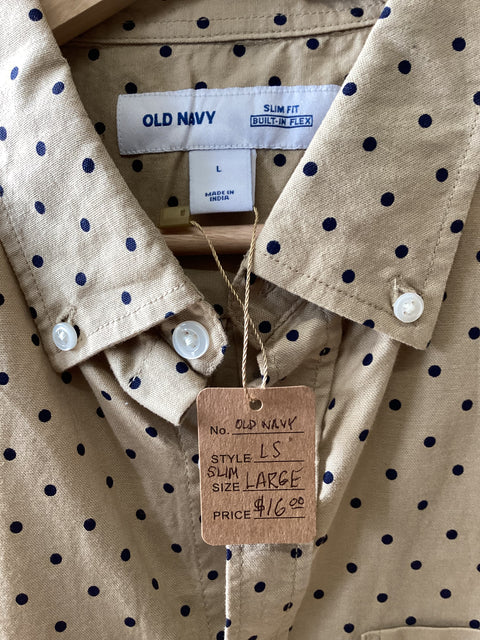 OLD NAVY
SLIM FIT
BUILT-IN FLEX
L
MADE IN
INDIA
No. OLD NAVY
STYLE LS
SLIM
SIZE LARGE
PRICE $16.00